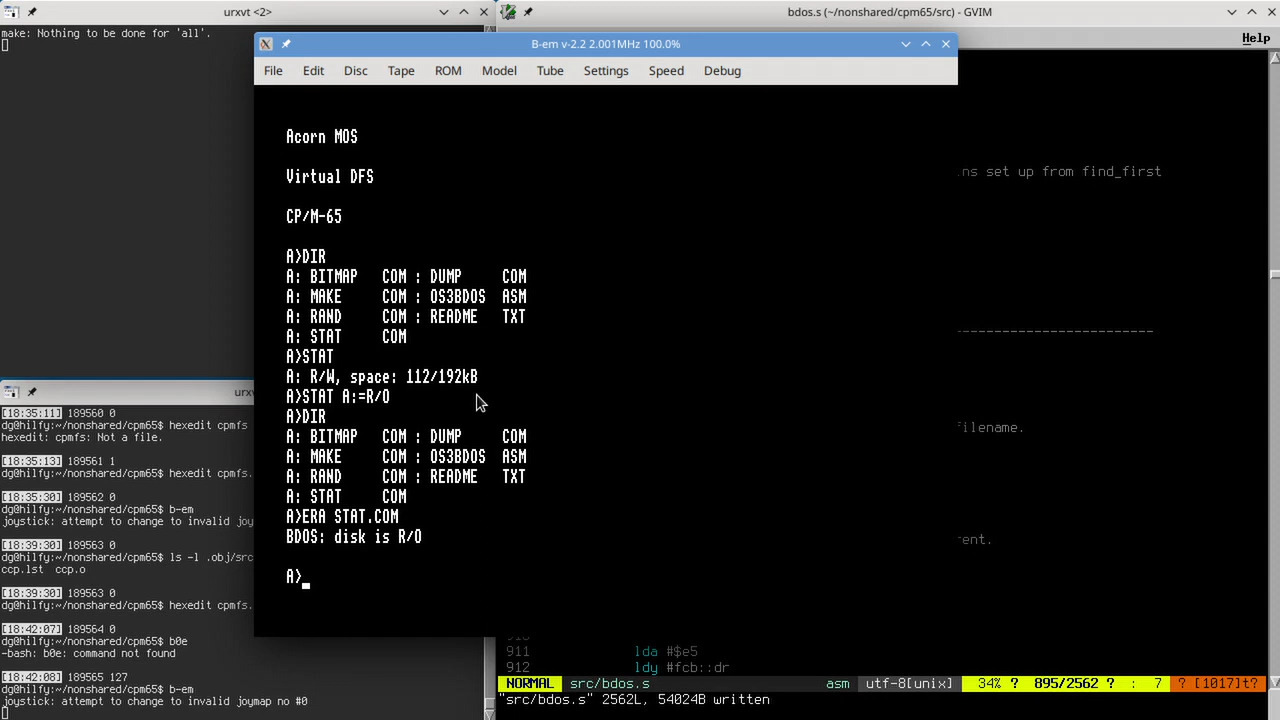 urxvt <2>
make: Nothing to be done for 'all'.
bdos.s (~/nonshared/cpm65/src) - GVIM
Help
B-em v-2.2 2.001MHz 100.0%
File Edit Disc Tape ROM Model Tube Settings Speed Debug
Acorn MOS
Virtual DFS
CP/M-65
A>DIR
A: BITMAP   COM : DUMP     COM
A: MAKE     COM : OS3BDOS  ASM
A: RAND     COM : README   TXT
A: STAT     COM
A>STAT
A: R/W, space: 112/192kB
A>STAT A:=R/O
A>DIR
A: BITMAP   COM : DUMP     COM
A: MAKE     COM : OS3BDOS  ASM
A: RAND     COM : README   TXT
A: STAT     COM
A>ERA STAT.COM
BDOS: disk is R/O
A>
urxv
[18:35:11] 189560 0
dg@hilfy:~/nonshared/cpm65$ hexedit cpmfs
hexedit: cpmfs: Not a file.
[18:35:13] 189561 1
dg@hilfy:~/nonshared/cpm65$ hexedit cpmfs.
[18:35:30] 189562 0
dg@hilfy:~/nonshared/cpm65$ b-em
joystick: attempt to change to invalid joy
[18:39:30] 189563 0
dg@hilfy:~/nonshared/cpm65$ ls -l .obj/src
ccp.lst  ccp.o
[18:39:30] 189563 0
dg@hilfy:~/nonshared/cpm65$ hexedit cpmfs.
[18:42:07] 189564 0
dg@hilfy:~/nonshared/cpm65$ b0e
-bash: b0e: command not found
[18:42:08] 189565 127
dg@hilfy:~/nonshared/cpm65$ b-em
joystick: attempt to change to invalid joymap no #0
ns set up from find_first
----------------------------
filename.
rent.
911 lda #$e5
912 ldy #fcb::dr
NORMAL src/bdos.s asm utf-8[unix] 34% ? 895/2562 ? : 7 ? [1017]t?
"src/bdos.s" 2562L, 54024B written